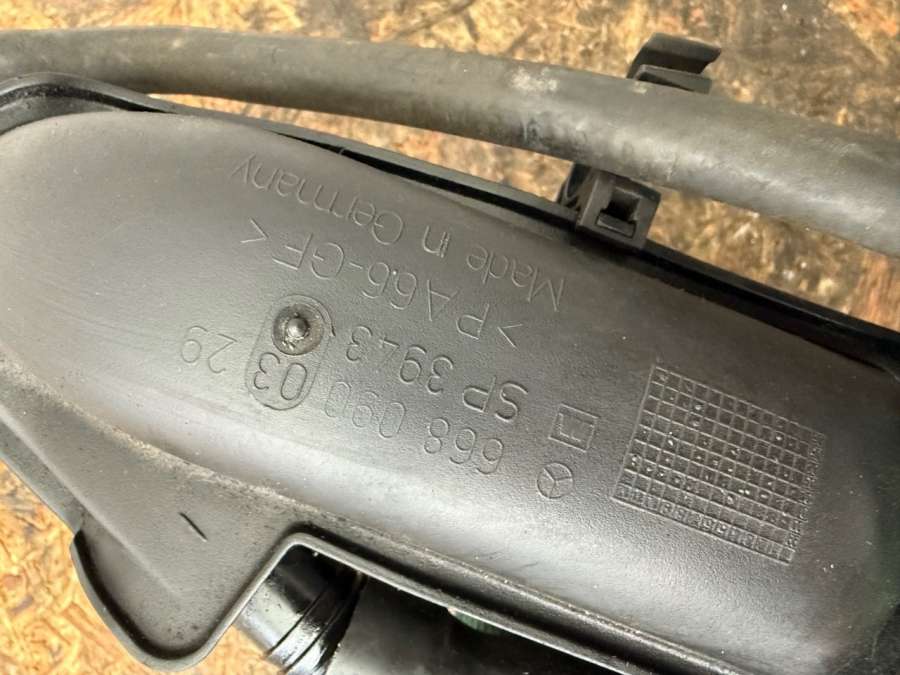 668 090 03 29
SP 3943
>PA66-GF<
Made in Germany